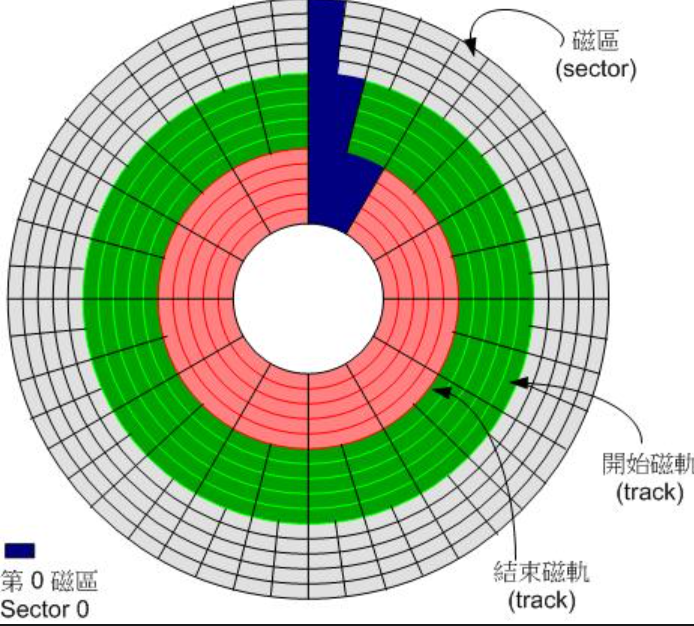 磁區
(sector)
開始磁軌
(track)
結束磁軌
(track)
第 0 磁區
Sector 0